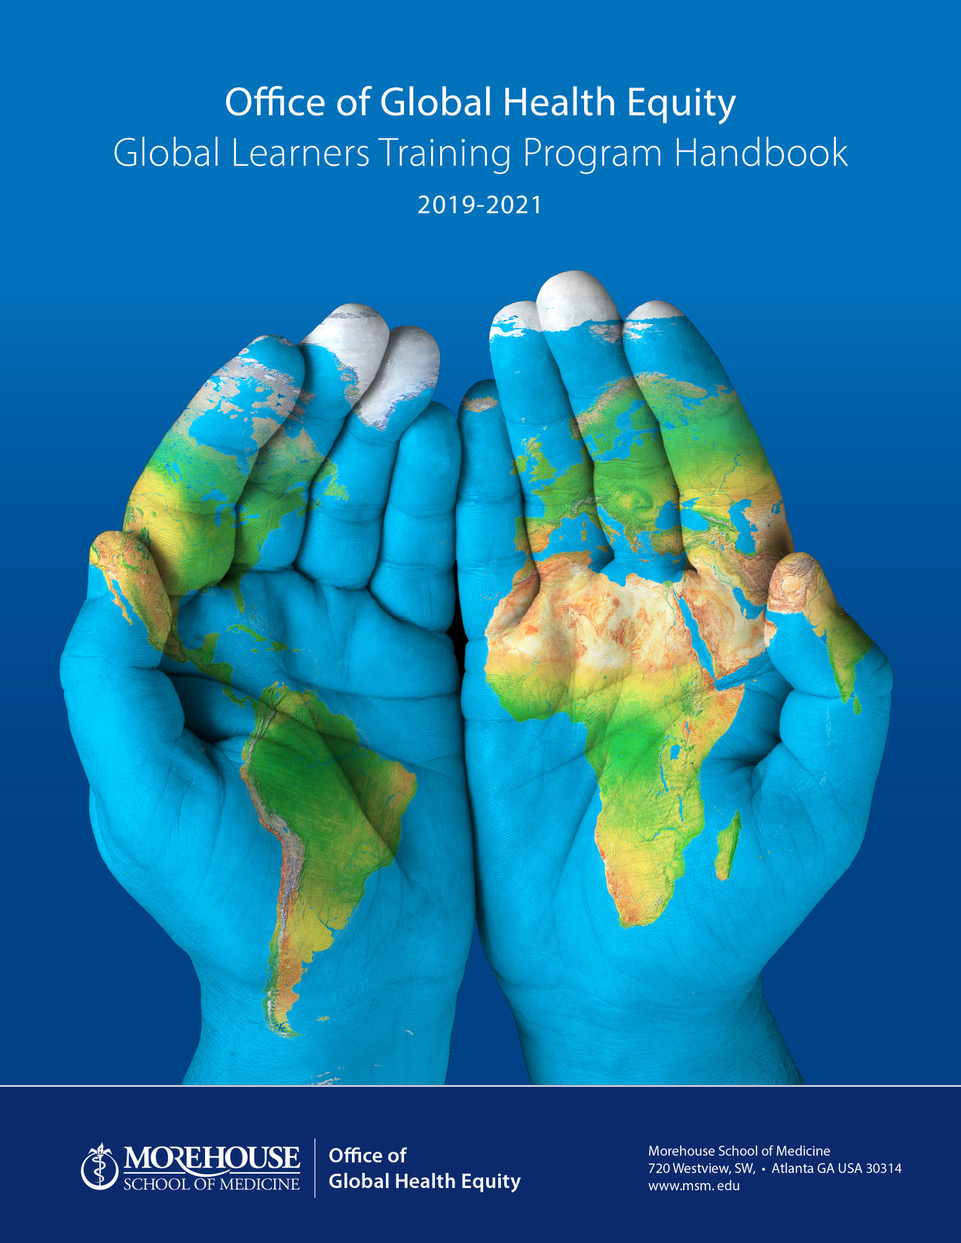 Office of Global Health Equity
Global Learners Training Program Handbook
2019-2021
MOREHOUSE
SCHOOL OF MEDICINE
Office of
Global Health Equity
Morehouse School of Medicine
720 Westview, SW, • Atlanta GA USA 30314
www.msm. edu